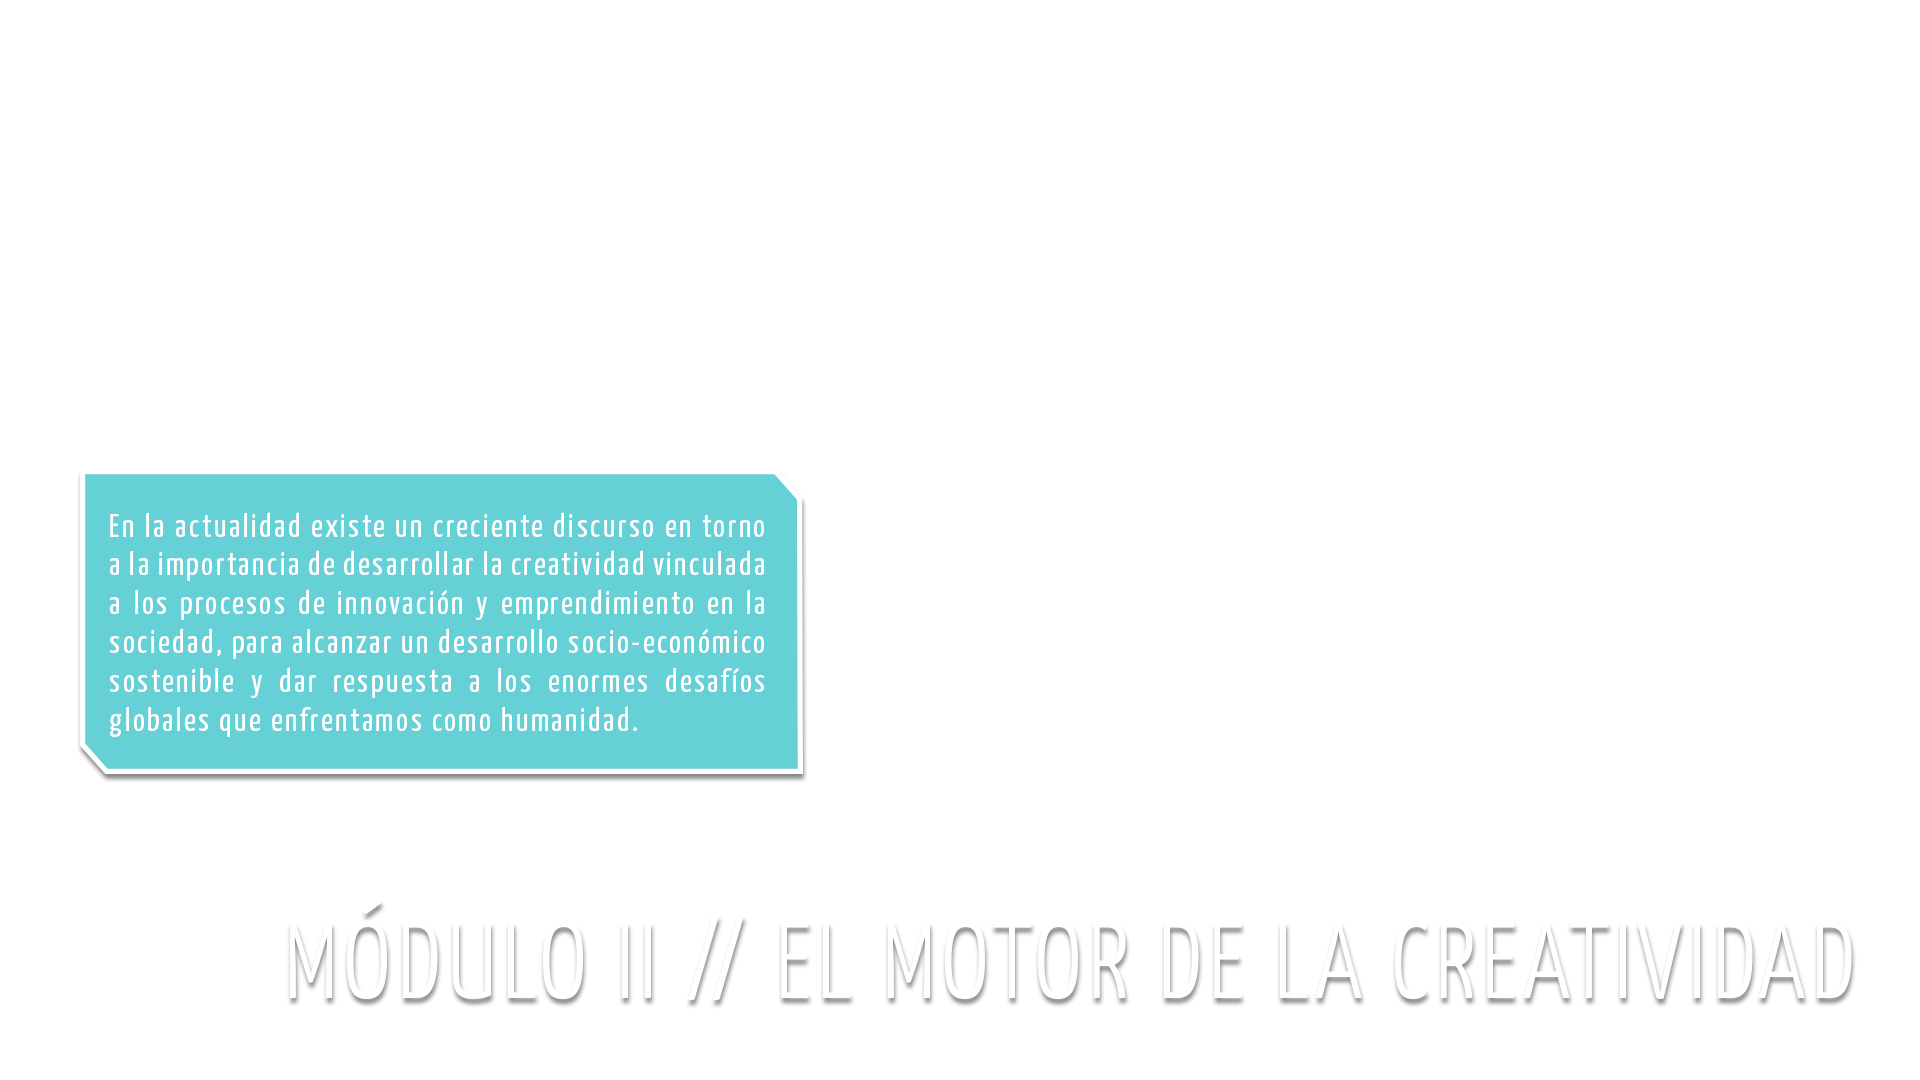 En la actualidad existe un creciente discurso en torno
a la importancia de desarrollar la creatividad vinculada
a los procesos de innovación y emprendimiento en la
sociedad, para alcanzar un desarrollo socio-económico
sostenible y dar respuesta a los enormes desafíos
globales que enfrentamos como humanidad.
MÓDULO II // EL MOTOR DE LA CREATIVIDAD